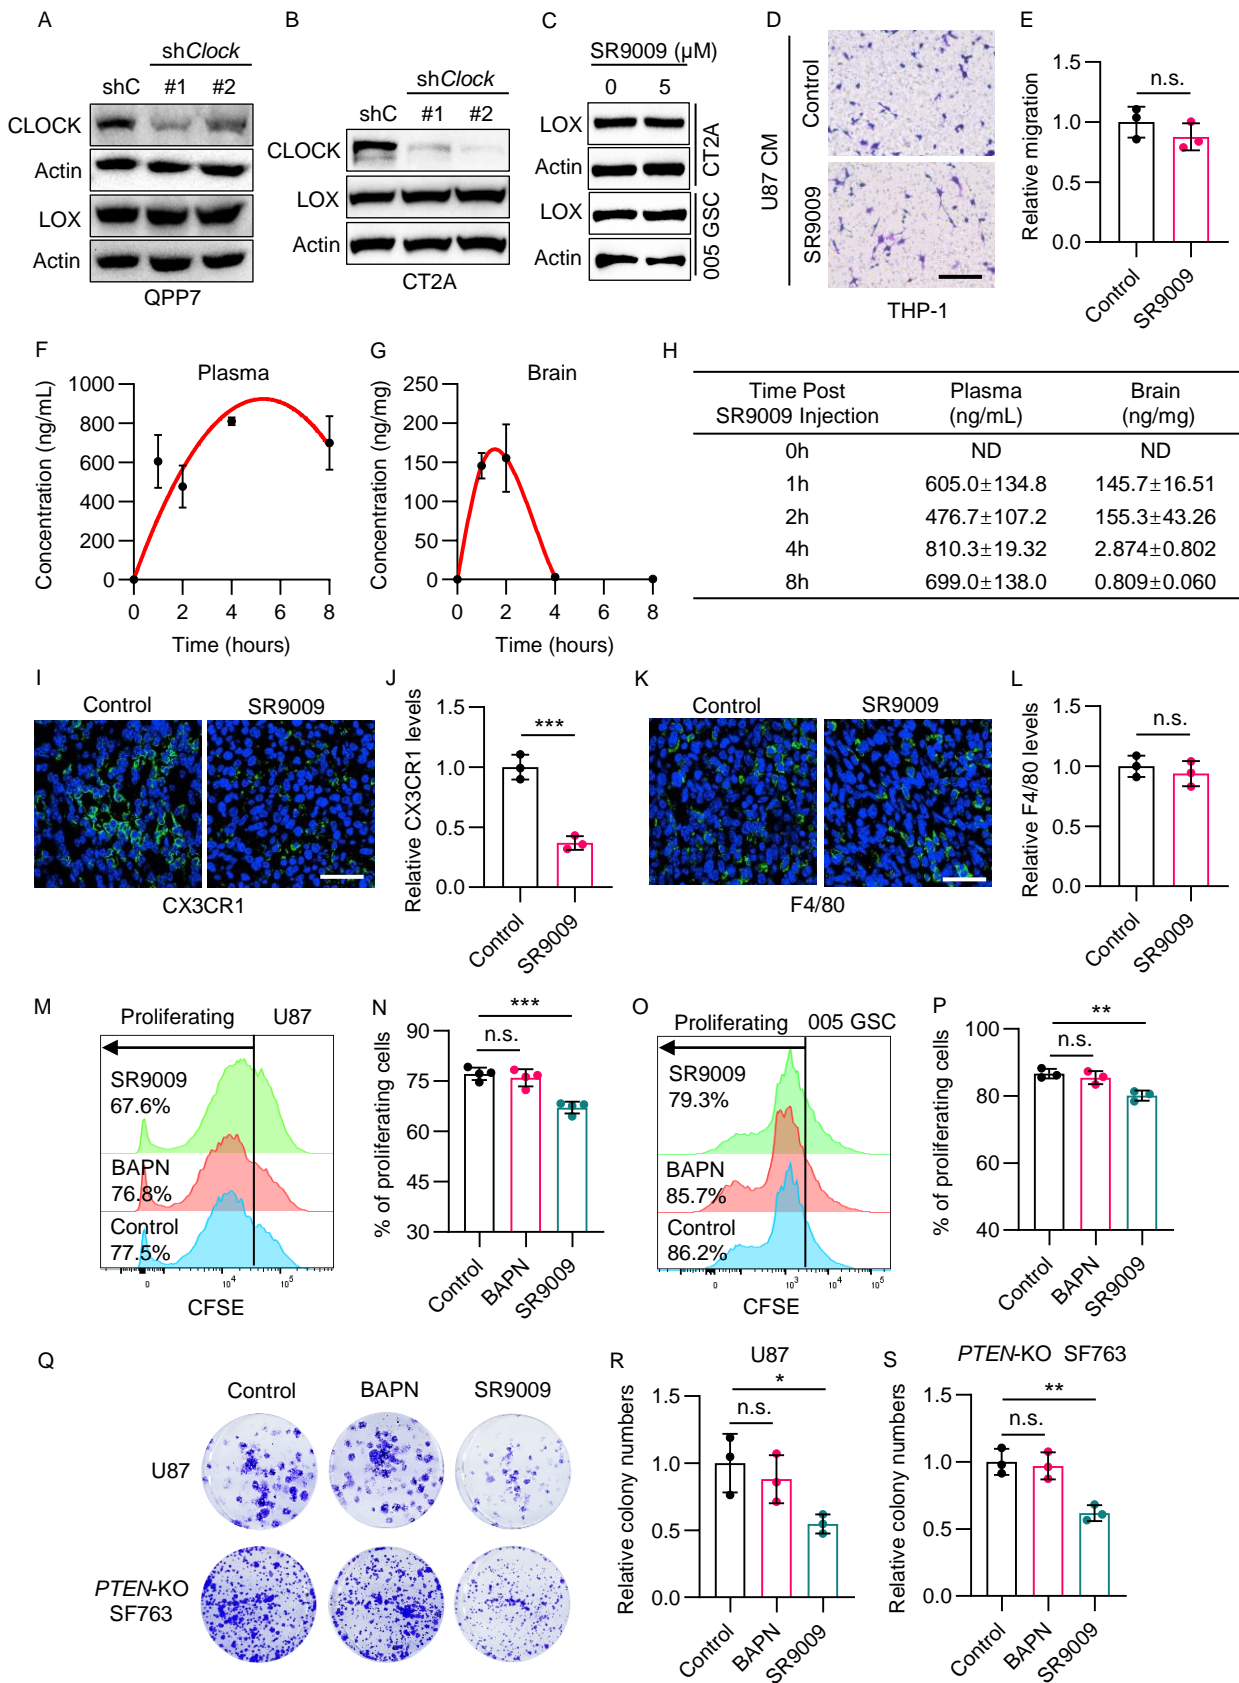 A
shClock
shC #1 #2
CLOCK
Actin
LOX
Actin
QPP7
B
shClock
shC #1 #2
CLOCK
LOX
Actin
CT2A
C
SR9009 (μM)
0 5
LOX
Actin
CT2A
LOX
Actin
005 GSC
D
U87 CM
Control
SR9009
THP-1
E
Relative migration
1.5
1.0
0.5
0.0
n.s.
Control
SR9009
F
Plasma
Concentration (ng/mL)
1000
800
600
400
200
0
0 2 4 6 8
Time (hours)
G
Brain
Concentration (ng/mg)
250
200
150
100
50
0
0 2 4 6 8
Time (hours)
H
Time Post SR9009 Injection
Plasma (ng/mL)
Brain (ng/mg)
0h ND ND
1h 605.0±134.8 145.7±16.51
2h 476.7±107.2 155.3±43.26
4h 810.3±19.32 2.874±0.802
8h 699.0±138.0 0.809±0.060
I
Control SR9009
CX3CR1
J
Relative CX3CR1 levels
1.5
1.0
0.5
0.0
***
Control
SR9009
K
Control SR9009
F4/80
L
Relative F4/80 levels
1.5
1.0
0.5
0.0
n.s.
Control
SR9009
M
Proliferating U87
SR9009
67.6%
BAPN
76.8%
Control
77.5%
0 10⁴ 10⁵
CFSE
N
% of proliferating cells
90
75
60
45
30
***
n.s.
Control
BAPN
SR9009
O
Proliferating 005 GSC
SR9009
79.3%
BAPN
85.7%
Control
86.2%
0 10³ 10⁴ 10⁵
CFSE
P
% of proliferating cells
100
80
60
40
**
n.s.
Control
BAPN
SR9009
Q
Control BAPN SR9009
U87
PTEN-KO
SF763
R
U87
Relative colony numbers
1.5
1.0
0.5
0.0
*
n.s.
Control
BAPN
SR9009
S
PTEN-KO SF763
Relative colony numbers
1.5
1.0
0.5
0.0
**
n.s.
Control
BAPN
SR9009